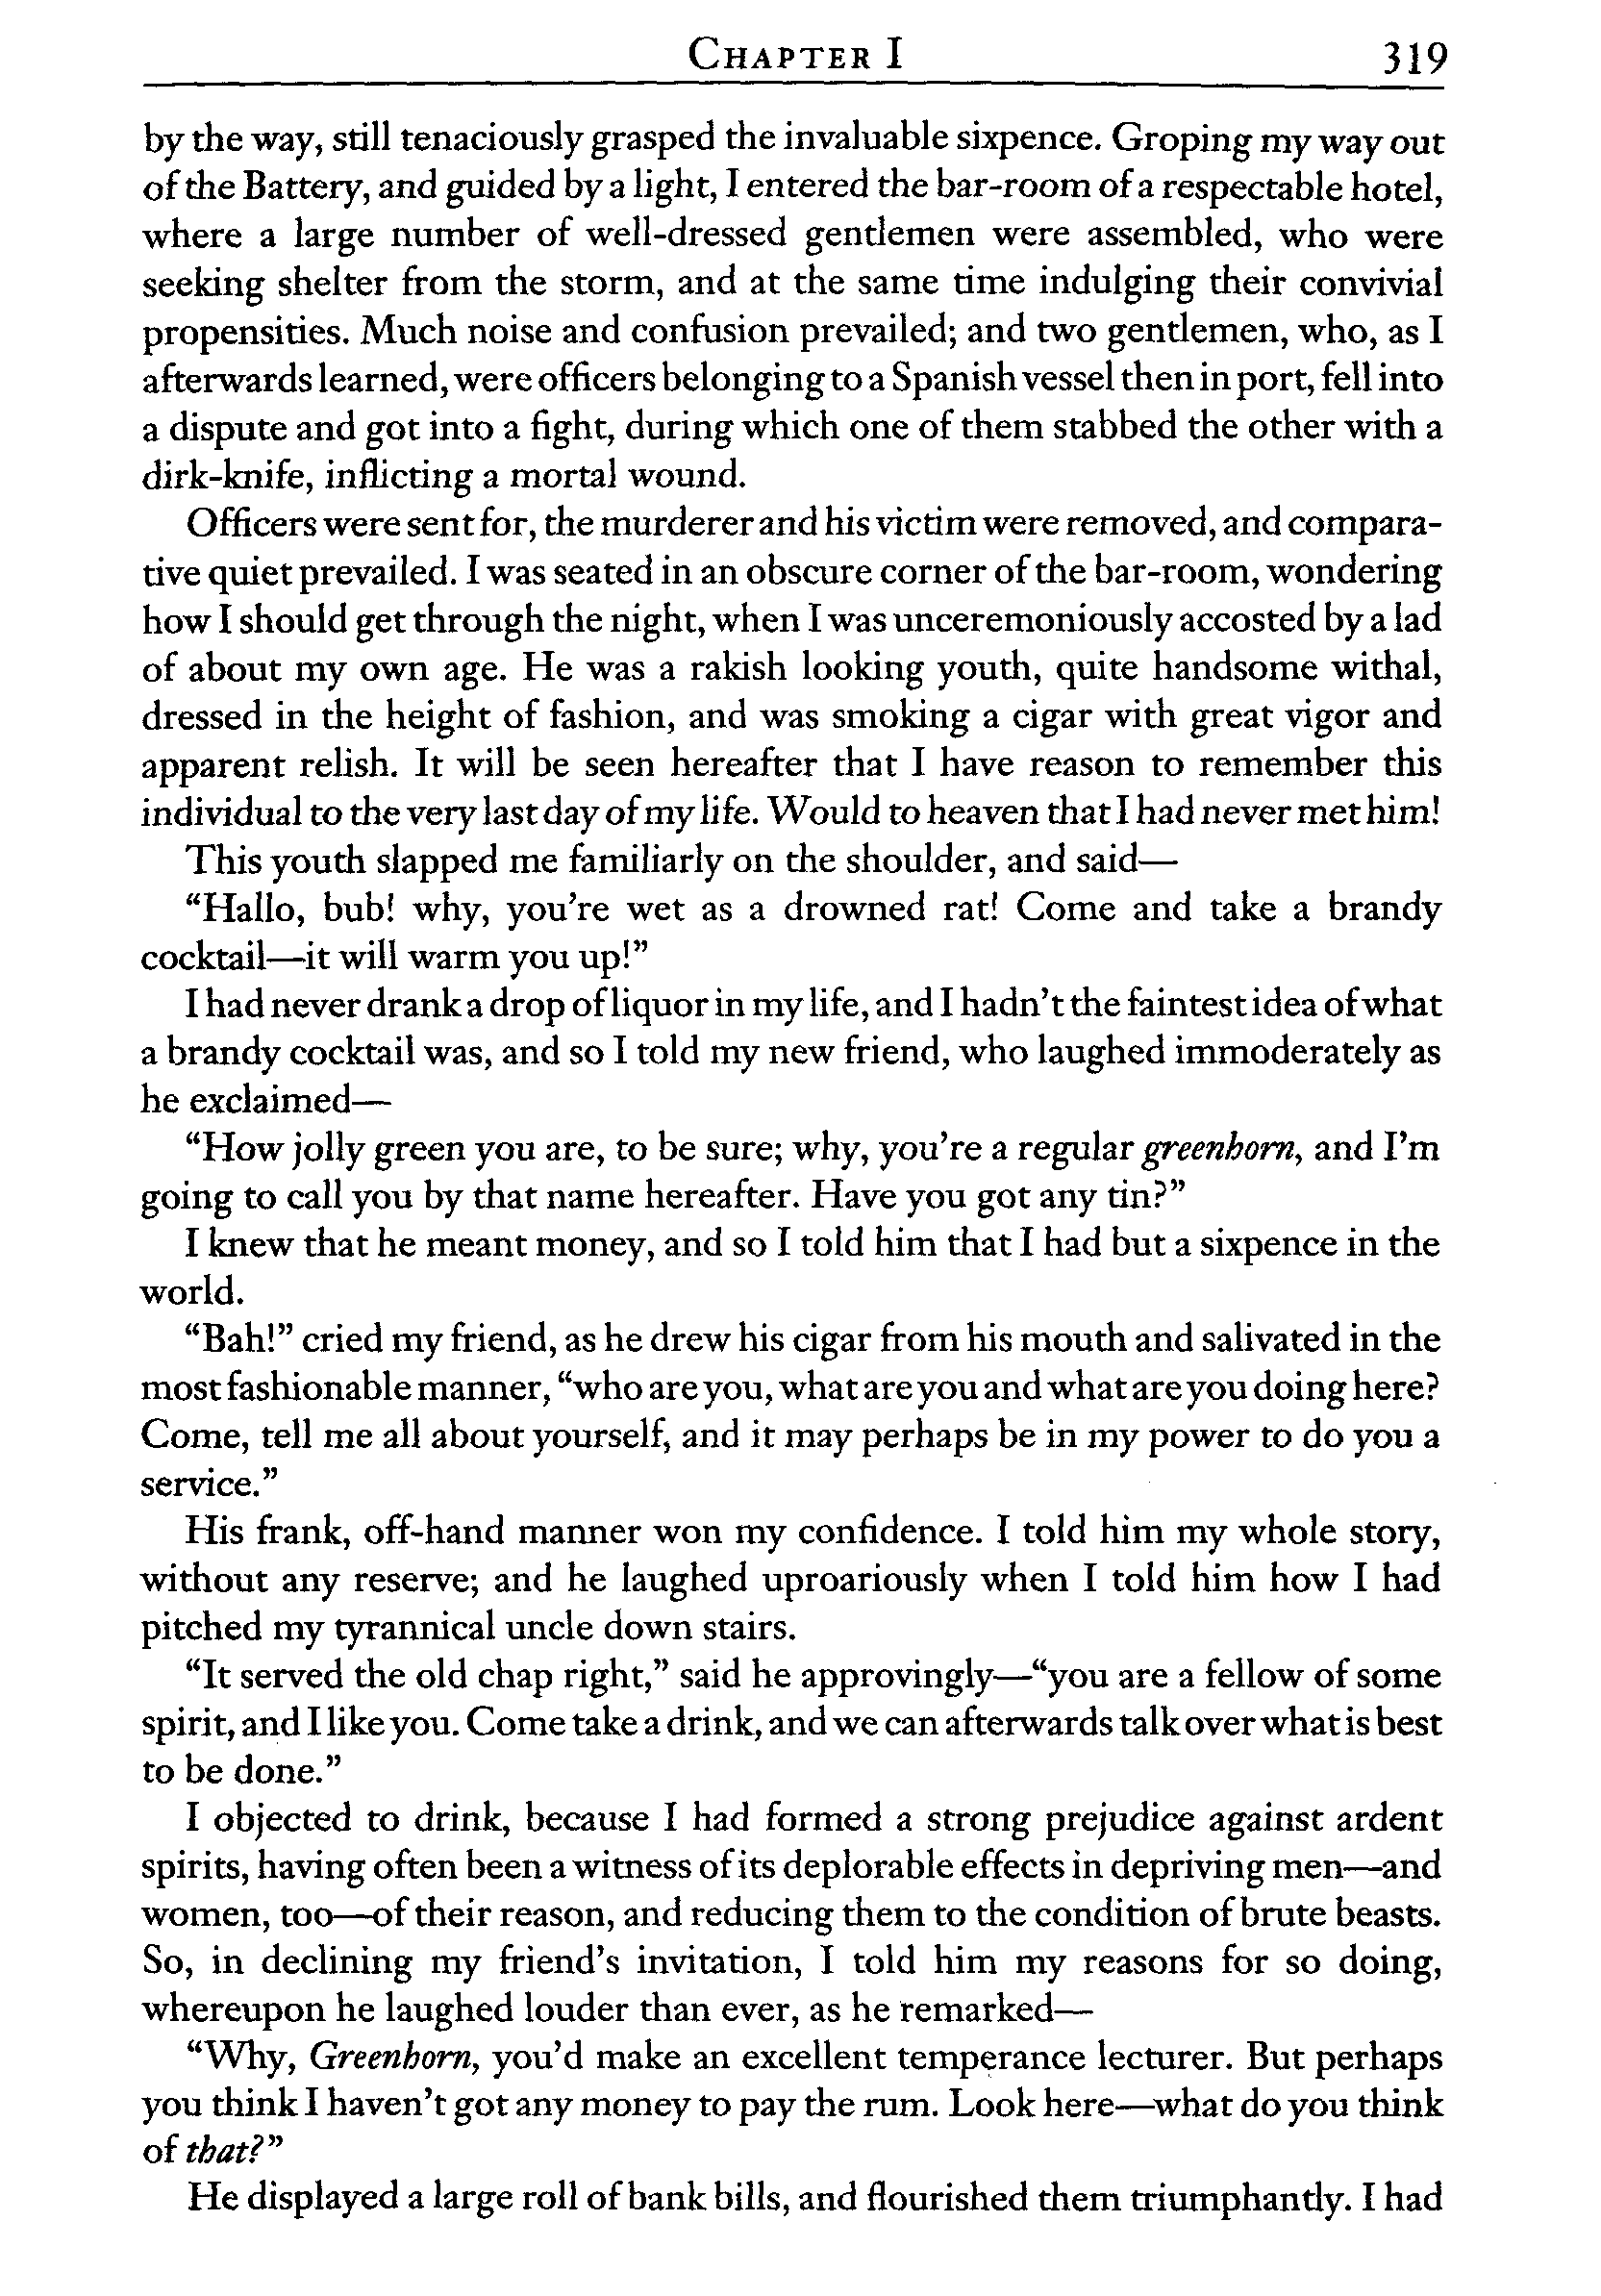 CHAPTER I 319
by the way, still tenaciously grasped the invaluable sixpence. Groping my way out
of the Battery, and guided by a light, I entered the bar-room of a respectable hotel,
where a large number of well-dressed gentlemen were assembled, who were
seeking shelter from the storm, and at the same time indulging their convivial
propensities. Much noise and confusion prevailed; and two gentlemen, who, as I
afterwards learned, were officers belonging to a Spanish vessel then in port, fell into
a dispute and got into a fight, during which one of them stabbed the other with a
dirk-knife, inflicting a mortal wound.
Officers were sent for, the murderer and his victim were removed, and compara-
tive quiet prevailed. I was seated in an obscure corner of the bar-room, wondering
how I should get through the night, when I was unceremoniously accosted by a lad
of about my own age. He was a rakish looking youth, quite handsome withal,
dressed in the height of fashion, and was smoking a cigar with great vigor and
apparent relish. It will be seen hereafter that I have reason to remember this
individual to the very last day of my life. Would to heaven that I had never met him!
This youth slapped me familiarly on the shoulder, and said—
“Hallo, bub! why, you’re wet as a drowned rat! Come and take a brandy
cocktail—it will warm you up!”
I had never drank a drop of liquor in my life, and I hadn’t the faintest idea of what
a brandy cocktail was, and so I told my new friend, who laughed immoderately as
he exclaimed—
“How jolly green you are, to be sure; why, you’re a regular greenhorn, and I’m
going to call you by that name hereafter. Have you got any tin?”
I knew that he meant money, and so I told him that I had but a sixpence in the
world.
“Bah!” cried my friend, as he drew his cigar from his mouth and salivated in the
most fashionable manner, “who are you, what are you and what are you doing here?
Come, tell me all about yourself, and it may perhaps be in my power to do you a
service.”
His frank, off-hand manner won my confidence. I told him my whole story,
without any reserve; and he laughed uproariously when I told him how I had
pitched my tyrannical uncle down stairs.
“It served the old chap right,” said he approvingly—“you are a fellow of some
spirit, and I like you. Come take a drink, and we can afterwards talk over what is best
to be done.”
I objected to drink, because I had formed a strong prejudice against ardent
spirits, having often been a witness of its deplorable effects in depriving men—and
women, too—of their reason, and reducing them to the condition of brute beasts.
So, in declining my friend’s invitation, I told him my reasons for so doing,
whereupon he laughed louder than ever, as he remarked—
“Why, Greenhorn, you’d make an excellent temperance lecturer. But perhaps
you think I haven’t got any money to pay the rum. Look here—what do you think
of that?”
He displayed a large roll of bank bills, and flourished them triumphantly. I had